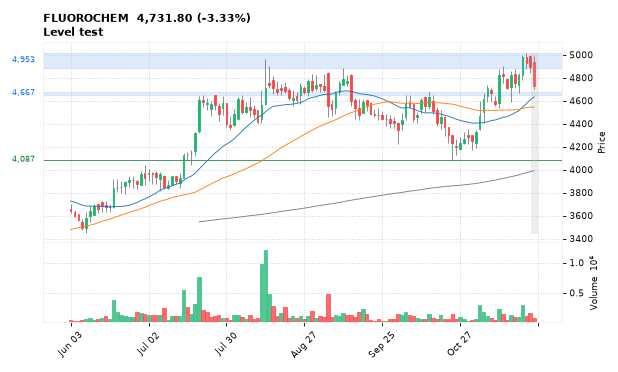 FLUOROCHEM 4,731.80 (-3.33%)
Level test
4,953
4,667
4,087
5000
4800
4600
4400
4200
4000
3800
3600
3400
Price
1.0
0.5
Volume 10⁶
Jun 03
Jul 02
Jul 30
Aug 27
Sep 25
Oct 27